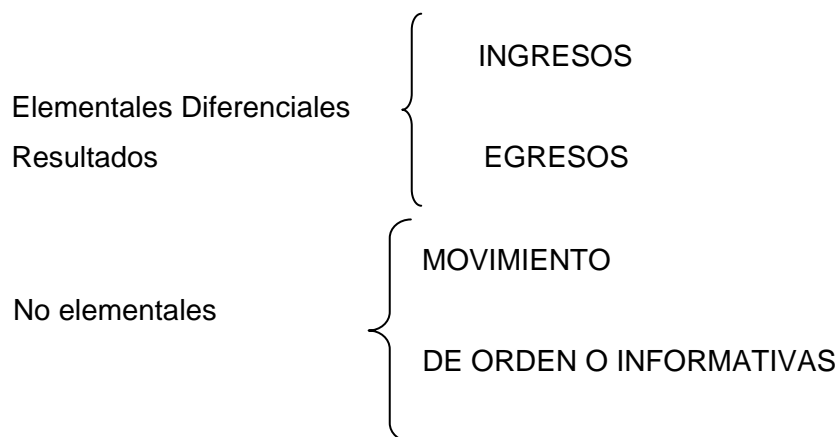 INGRESOS
Elementales Diferenciales
Resultados EGRESOS
MOVIMIENTO
No elementales
DE ORDEN O INFORMATIVAS